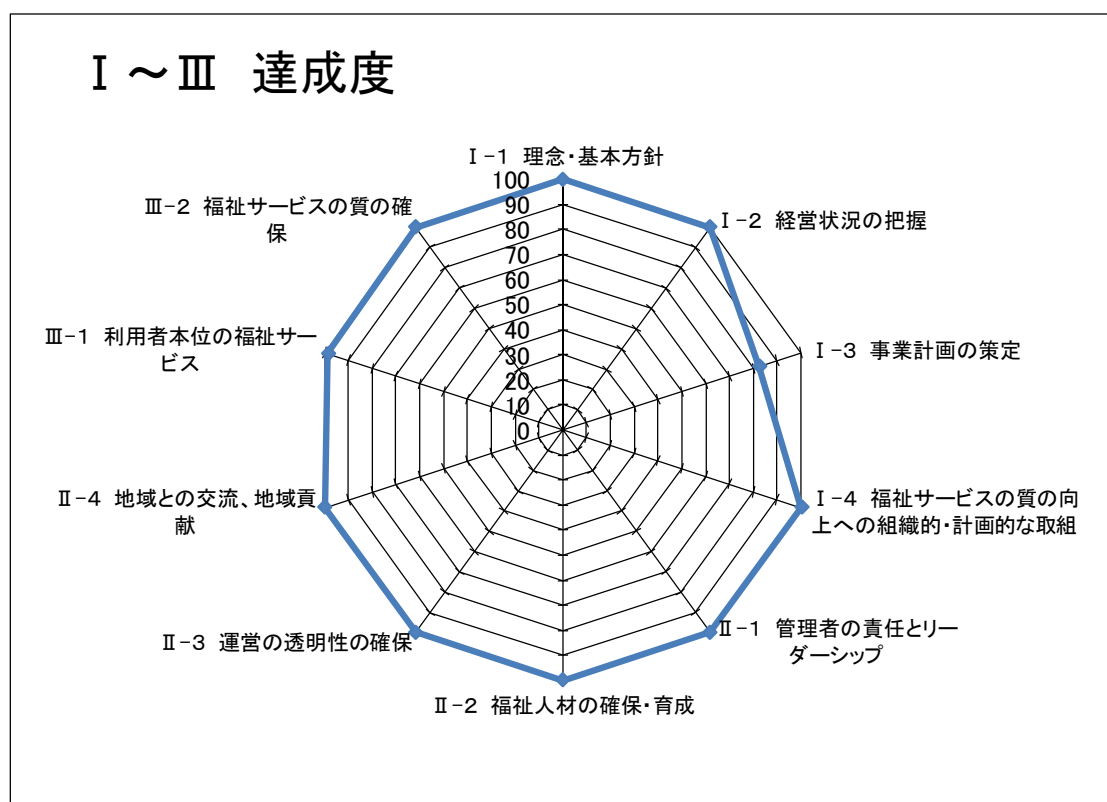 Ⅰ～Ⅲ 達成度
Ⅰ-1 理念・基本方針
100
90
80
70
60
50
40
30
20
10
0
Ⅰ-2 経営状況の把握
Ⅰ-3 事業計画の策定
Ⅰ-4 福祉サービスの質の向
上への組織的・計画的な取組
Ⅱ-1 管理者の責任とリー
ダーシップ
Ⅱ-2 福祉人材の確保・育成
Ⅱ-3 運営の透明性の確保
Ⅱ-4 地域との交流、地域貢
献
Ⅲ-1 利用者本位の福祉サー
ビス
Ⅲ-2 福祉サービスの質の確
保